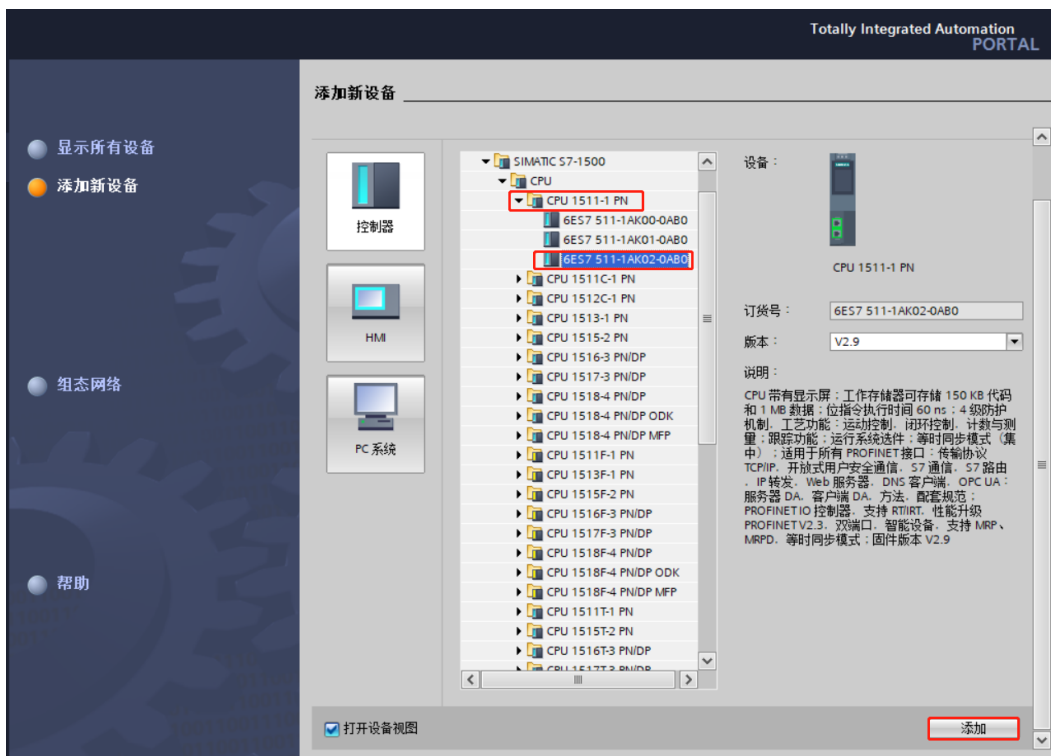 Totally Integrated Automation
PORTAL
添加新设备
显示所有设备
添加新设备
组态网络
帮助
控制器
HMI
PC 系统
SIMATIC S7-1500
CPU
CPU 1511-1 PN
6ES7 511-1AK00-0AB0
6ES7 511-1AK01-0AB0
6ES7 511-1AK02-0AB0
CPU 1511C-1 PN
CPU 1512C-1 PN
CPU 1513-1 PN
CPU 1515-2 PN
CPU 1516-3 PN/DP
CPU 1517-3 PN/DP
CPU 1518-4 PN/DP
CPU 1518-4 PN/DP ODK
CPU 1518-4 PN/DP MFP
CPU 1511F-1 PN
CPU 1513F-1 PN
CPU 1515F-2 PN
CPU 1516F-3 PN/DP
CPU 1517F-3 PN/DP
CPU 1518F-4 PN/DP
CPU 1518F-4 PN/DP ODK
CPU 1518F-4 PN/DP MFP
CPU 1511T-1 PN
CPU 1515T-2 PN
CPU 1516T-3 PN/DP
CPU 1517T-3 PN/DP
设备：
CPU 1511-1 PN
订货号：
6ES7 511-1AK02-0AB0
版本：
V2.9
说明：
CPU 带有显示屏；工作存储器可存储 150 KB 代码
和 1 MB 数据；位指令执行时间 60 ns；4 级防护
机制，工艺功能：运动控制，闭环控制，计数与测
量；跟踪功能；运行系统选件；等时同步模式（集
中）；适用于所有 PROFINET 接口：传输协议
TCP/IP，开放式用户安全通信，S7 通信，S7 路由
，IP 转发，Web 服务器，DNS 客户端，OPC UA：
服务器 DA，客户端 DA，方法，配套规范；
PROFINET IO 控制器，支持 RT/IRT，性能升级
PROFINET V2.3，双端口，智能设备，支持 MRP、
MRPD，等时同步模式；固件版本 V2.9
打开设备视图
添加